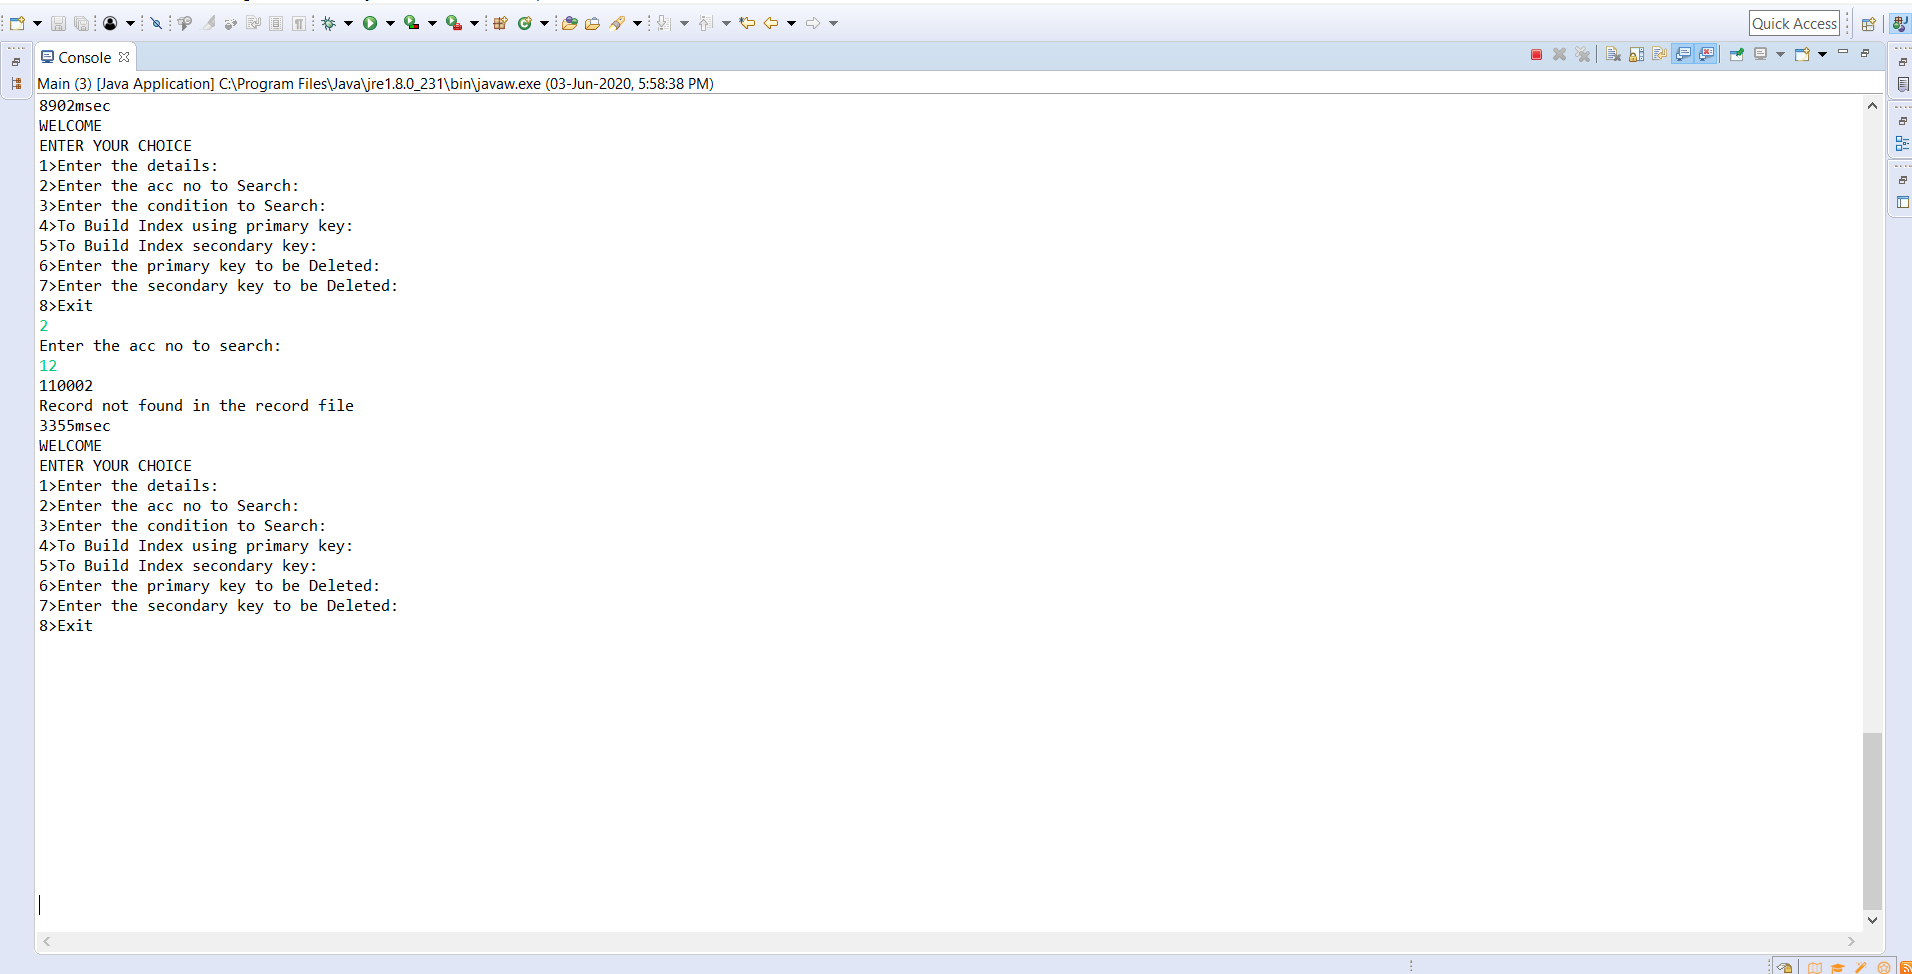 Quick Access
Console
Main (3) [Java Application] C:\Program Files\Java\jre1.8.0_231\bin\javaw.exe (03-Jun-2020, 5:58:38 PM)
8902msec
WELCOME
ENTER YOUR CHOICE
1>Enter the details:
2>Enter the acc no to Search:
3>Enter the condition to Search:
4>To Build Index using primary key:
5>To Build Index secondary key:
6>Enter the primary key to be Deleted:
7>Enter the secondary key to be Deleted:
8>Exit
2
Enter the acc no to search:
12
110002
Record not found in the record file
3355msec
WELCOME
ENTER YOUR CHOICE
1>Enter the details:
2>Enter the acc no to Search:
3>Enter the condition to Search:
4>To Build Index using primary key:
5>To Build Index secondary key:
6>Enter the primary key to be Deleted:
7>Enter the secondary key to be Deleted:
8>Exit